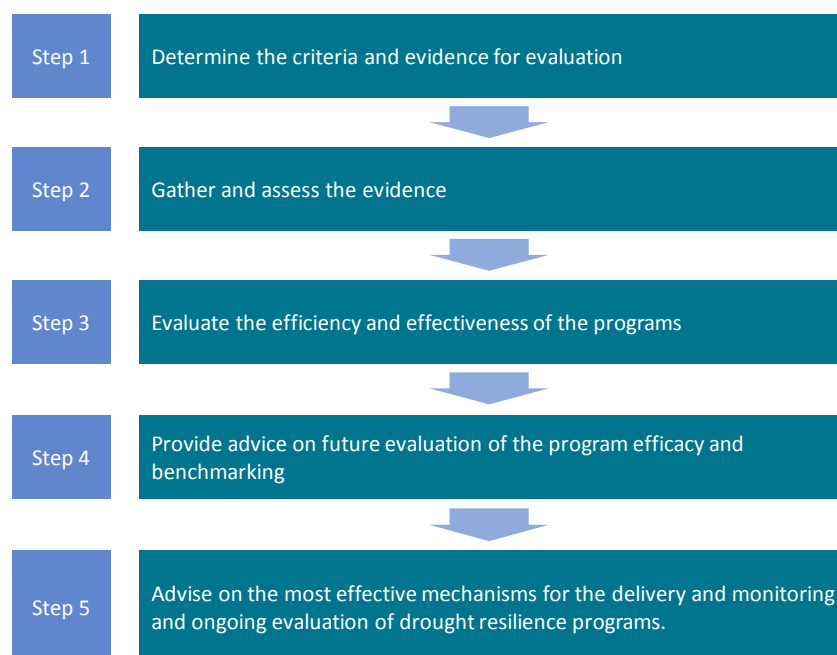 Step 1
Determine the criteria and evidence for evaluation
Step 2
Gather and assess the evidence
Step 3
Evaluate the efficiency and effectiveness of the programs
Step 4
Provide advice on future evaluation of the program efficacy and
benchmarking
Step 5
Advise on the most effective mechanisms for the delivery and monitoring
and ongoing evaluation of drought resilience programs.